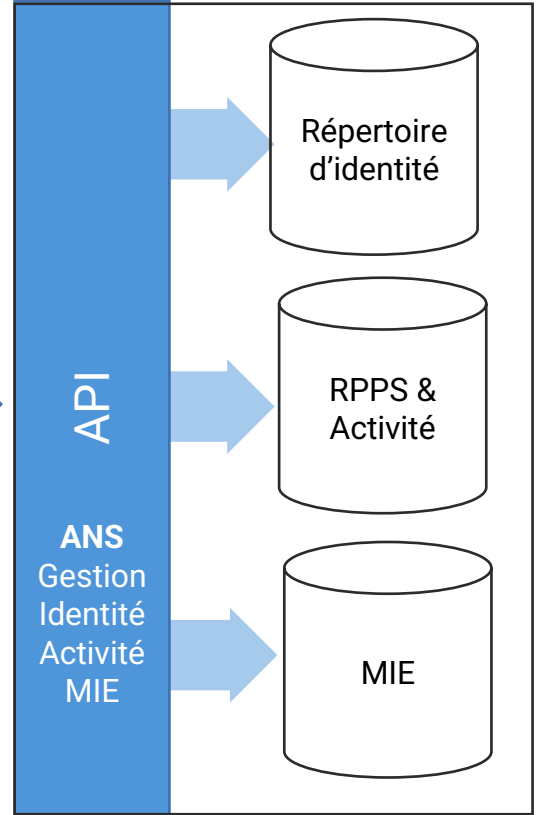 API
ANS
Gestion
Identité
Activité
MIE
Répertoire
d’identité
RPPS &
Activité
MIE